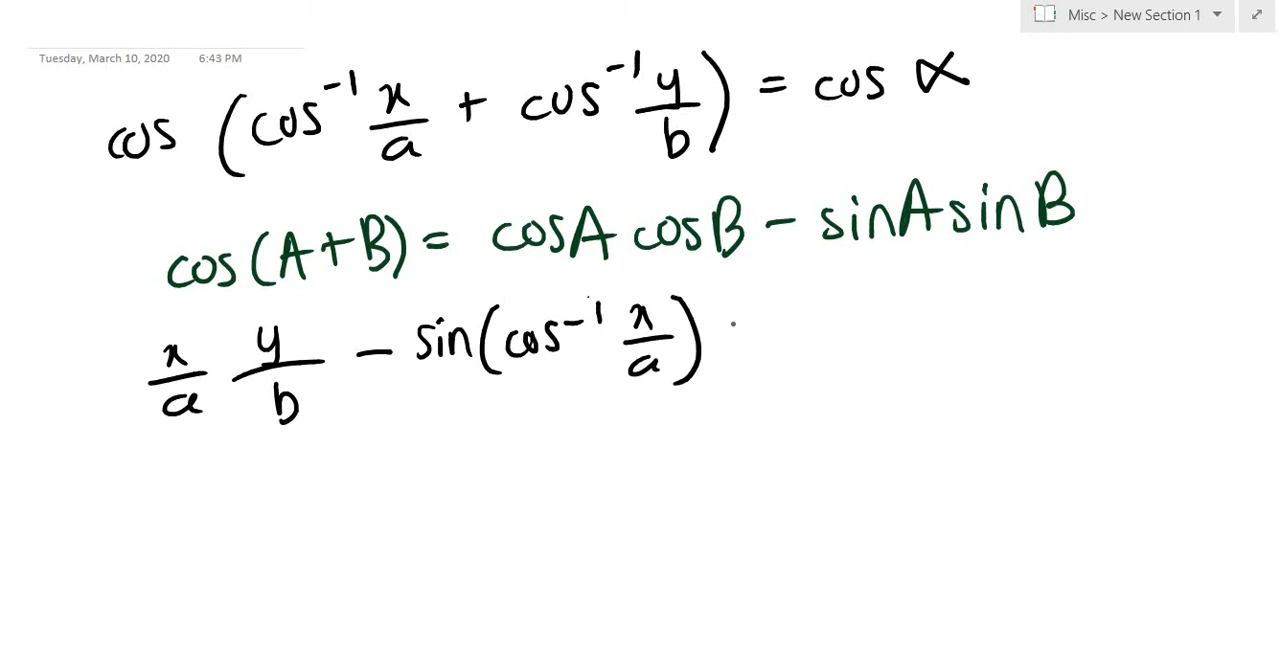 Misc > New Section 1
Tuesday, March 10, 2020 6:43 PM
cos (cos⁻¹ x/a + cos⁻¹ y/b) = cos α
cos(A+B) = cosA cosB - sinA sinB
x/a y/b - sin(cos⁻¹ x/a)